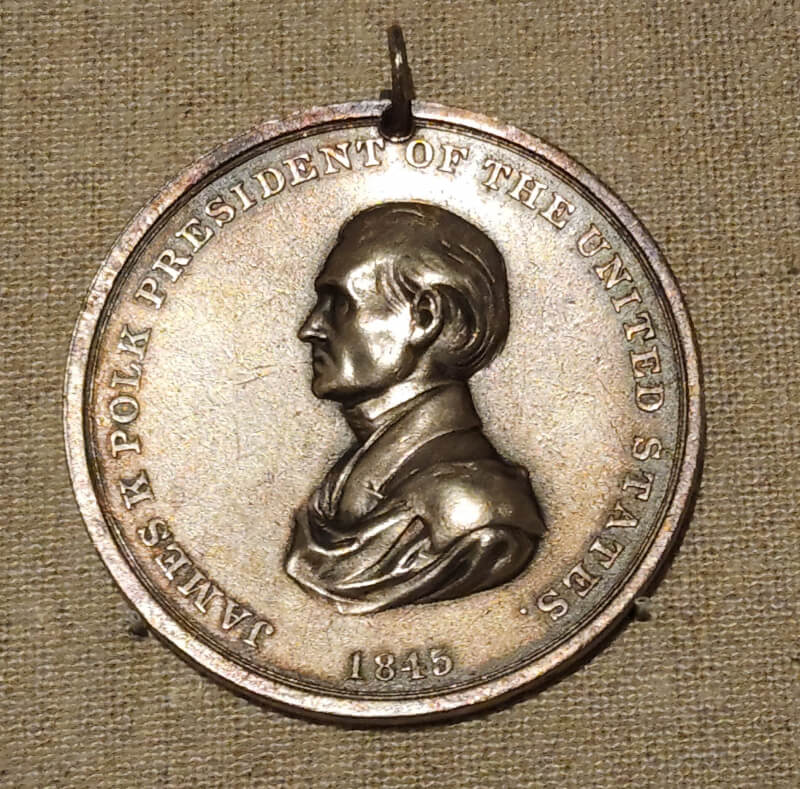 JAMES K POLK PRESIDENT OF THE UNITED STATES.
1845